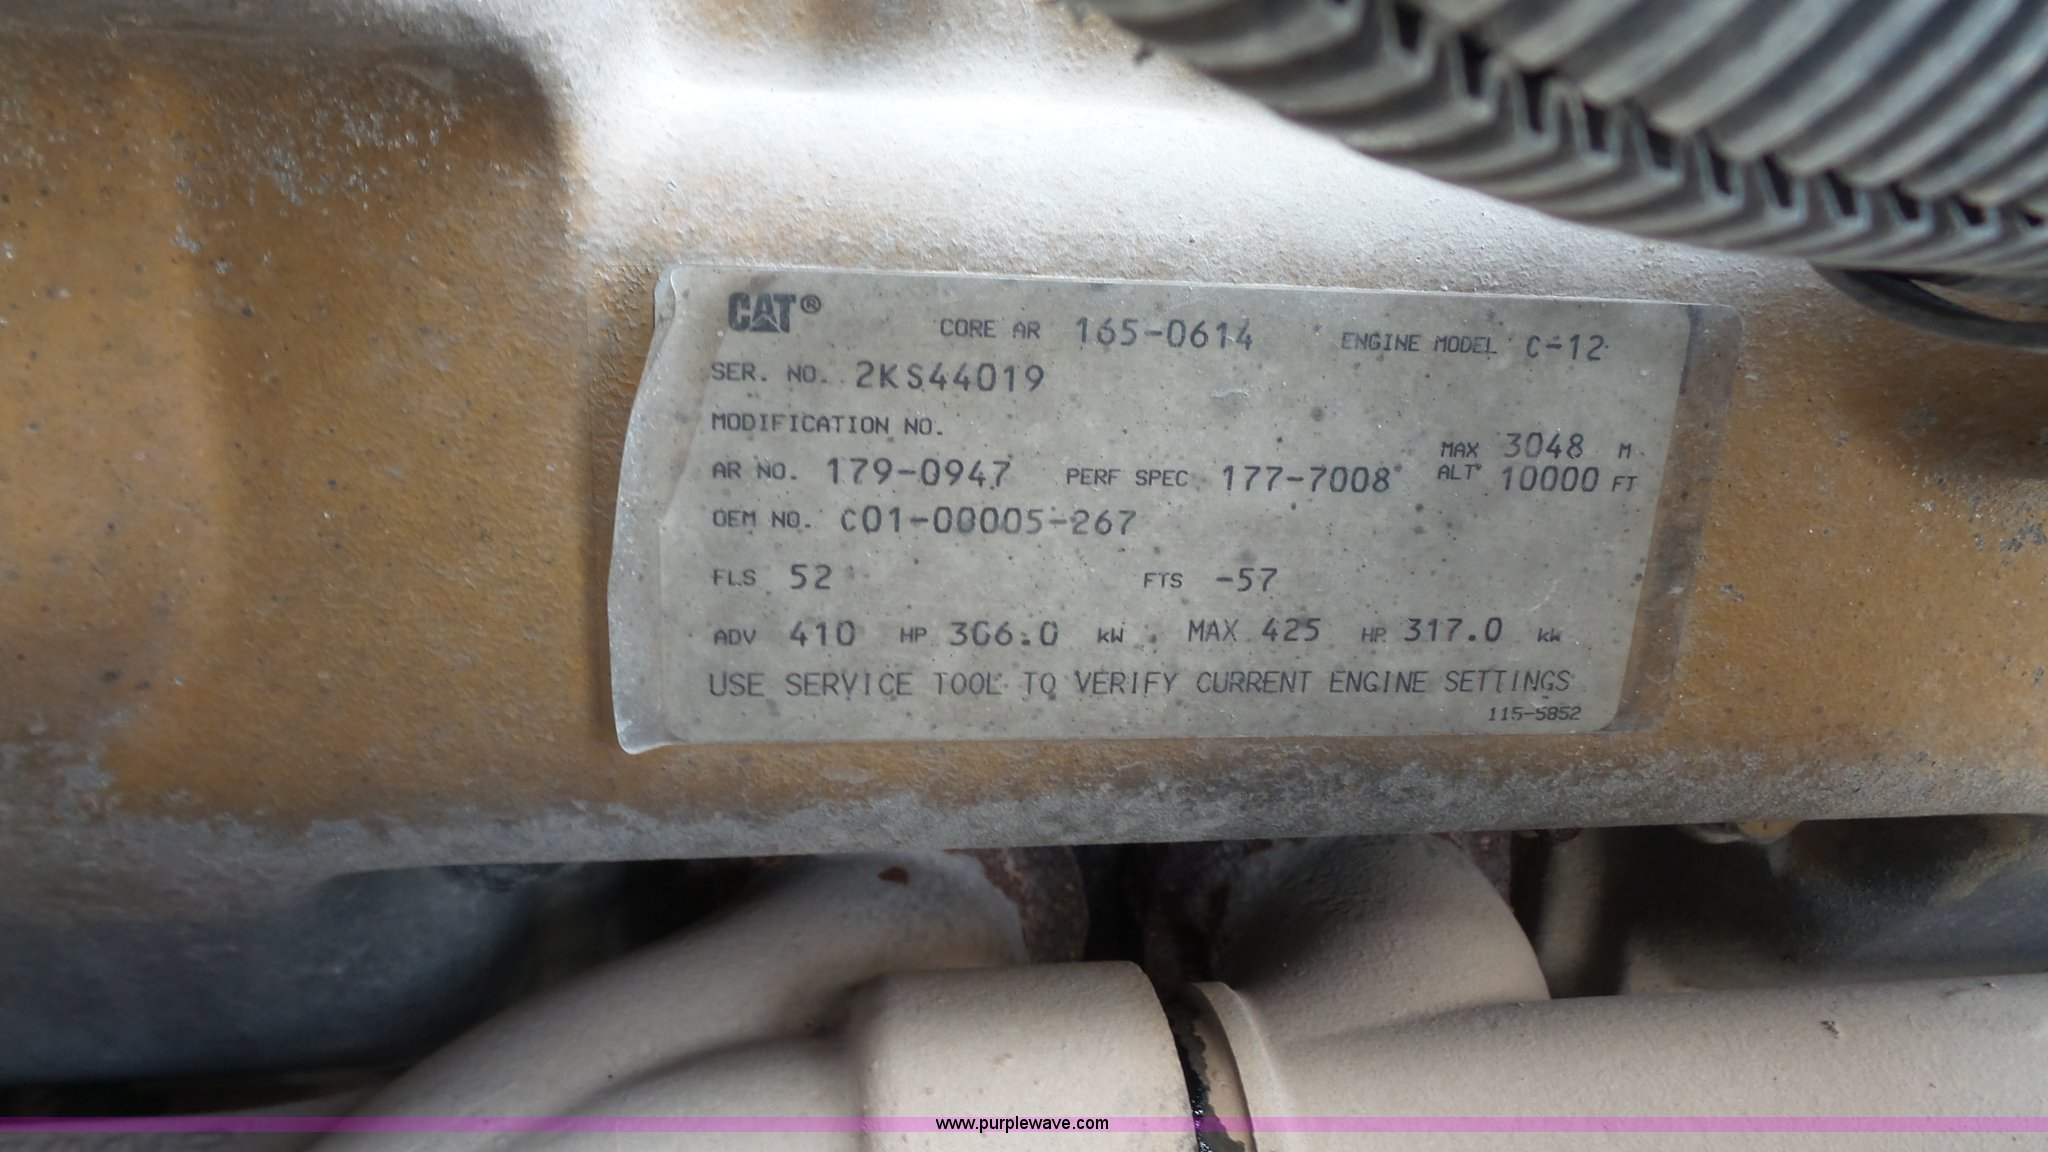 CAT®
CORE AR 165-0614 ENGINE MODEL C-12
SER. NO. 2KS44019
MODIFICATION NO.
MAX 3048 M
AR NO. 179-0947 PERF SPEC 177-7008 ALT 10000 FT
OEM NO. C01-00005-267
FLS 52 FTS -57
ADV 410 HP 306.0 kW MAX 425 HP 317.0 kW
USE SERVICE TOOL TO VERIFY CURRENT ENGINE SETTINGS
115-5852
www.purplewave.com